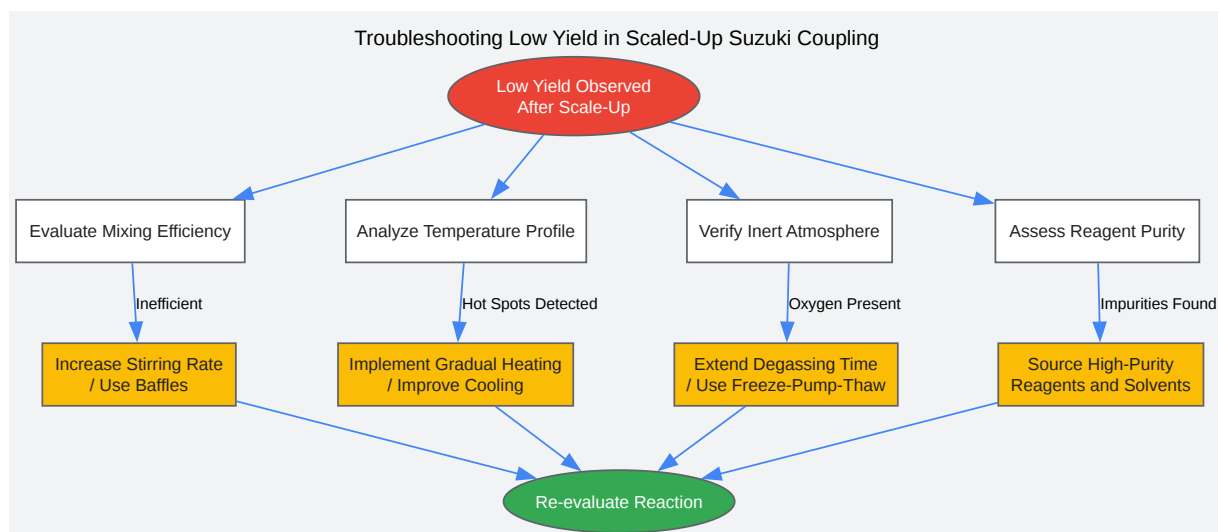 Troubleshooting Low Yield in Scaled-Up Suzuki Coupling
Low Yield Observed
After Scale-Up
Evaluate Mixing Efficiency
Analyze Temperature Profile
Verify Inert Atmosphere
Assess Reagent Purity
Inefficient
Hot Spots Detected
Oxygen Present
Impurities Found
Increase Stirring Rate
/ Use Baffles
Implement Gradual Heating
/ Improve Cooling
Extend Degassing Time
/ Use Freeze-Pump-Thaw
Source High-Purity
Reagents and Solvents
Re-evaluate Reaction